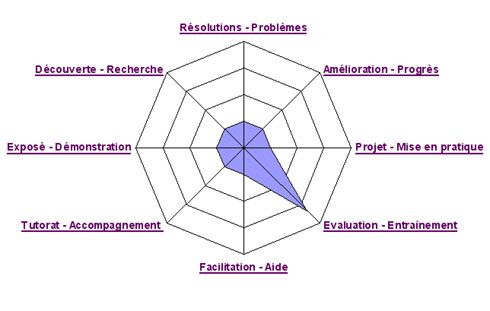 Résolutions - Problèmes
Découverte - Recherche
Amélioration - Progrès
Exposé - Démonstration
Projet - Mise en pratique
Tutorat - Accompagnement
Evaluation - Entraînement
Facilitation - Aide